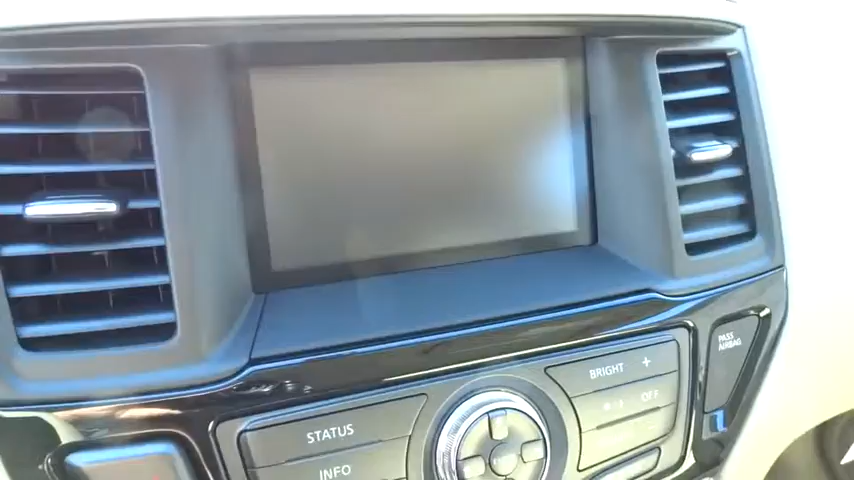 PASS
AIRBAG
BRIGHT +
OFF
STATUS
INFO